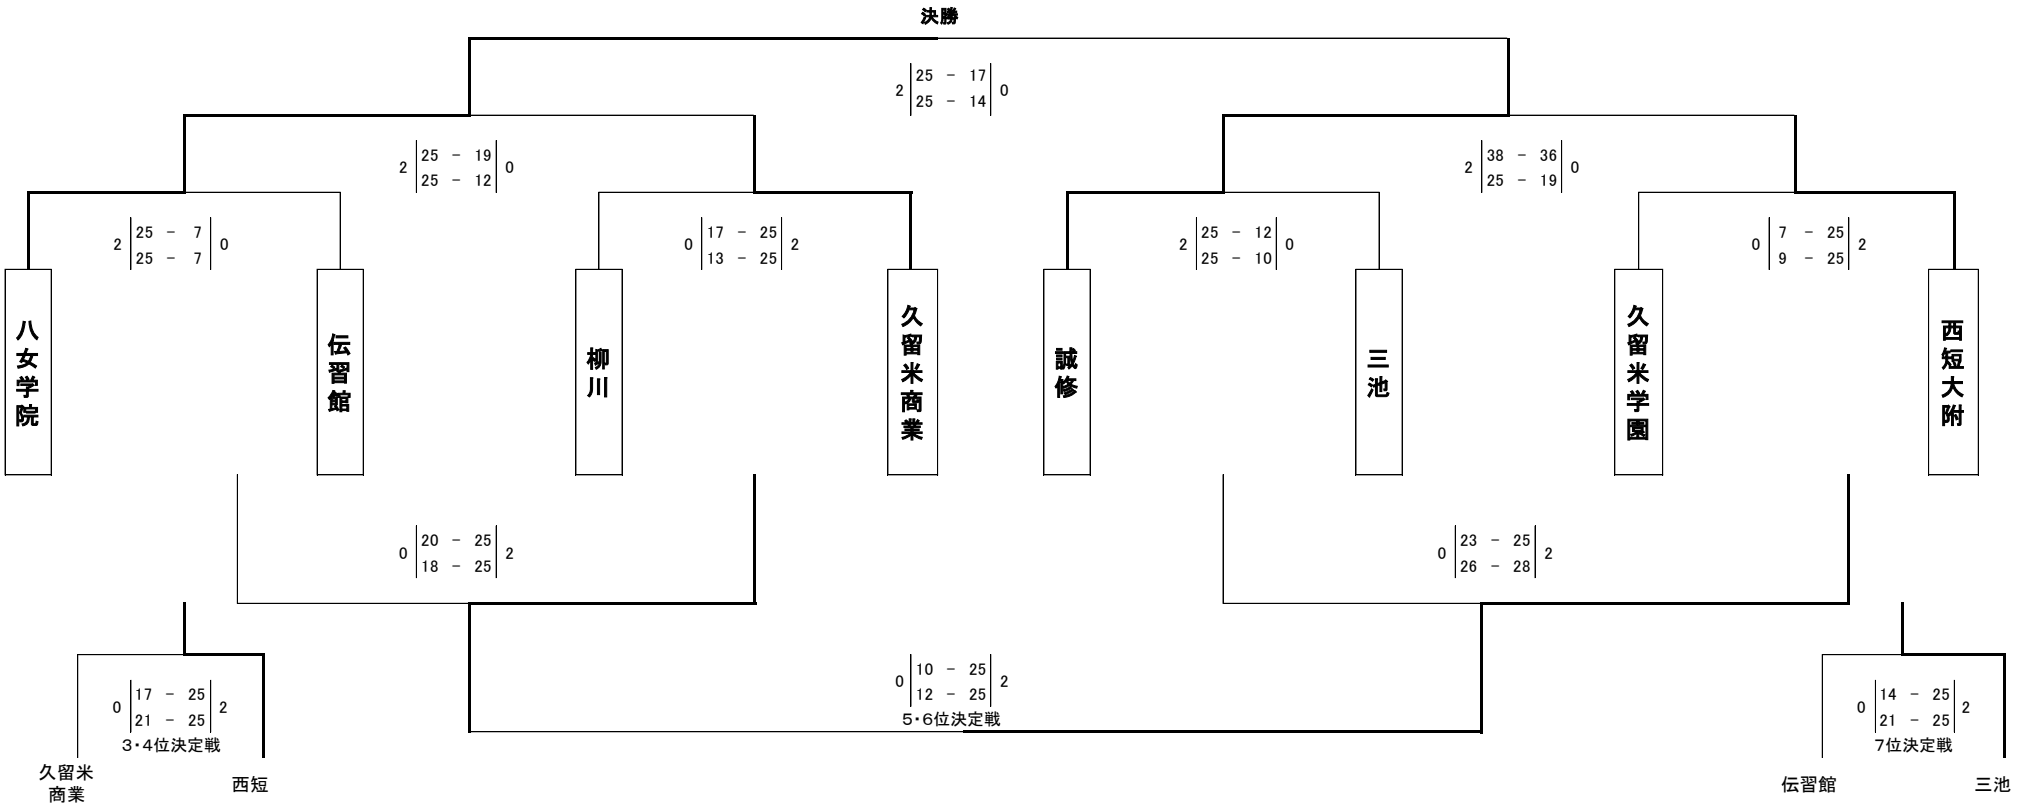 決勝
25 - 17
2 0
25 - 14
25 - 19
2 0
25 - 12
38 - 36
2 0
25 - 19
25 - 7
2 0
25 - 7
17 - 25
0 2
13 - 25
25 - 12
2 0
25 - 10
7 - 25
0 2
9 - 25
八女学院
伝習館
柳川
久留米商業
誠修
三池
久留米学園
西短大附
20 - 25
0 2
18 - 25
23 - 25
0 2
26 - 28
10 - 25
0 2
12 - 25
5・6位決定戦
17 - 25
0 2
21 - 25
3・4位決定戦
久留米
商業
西短
14 - 25
0 2
21 - 25
7位決定戦
伝習館
三池